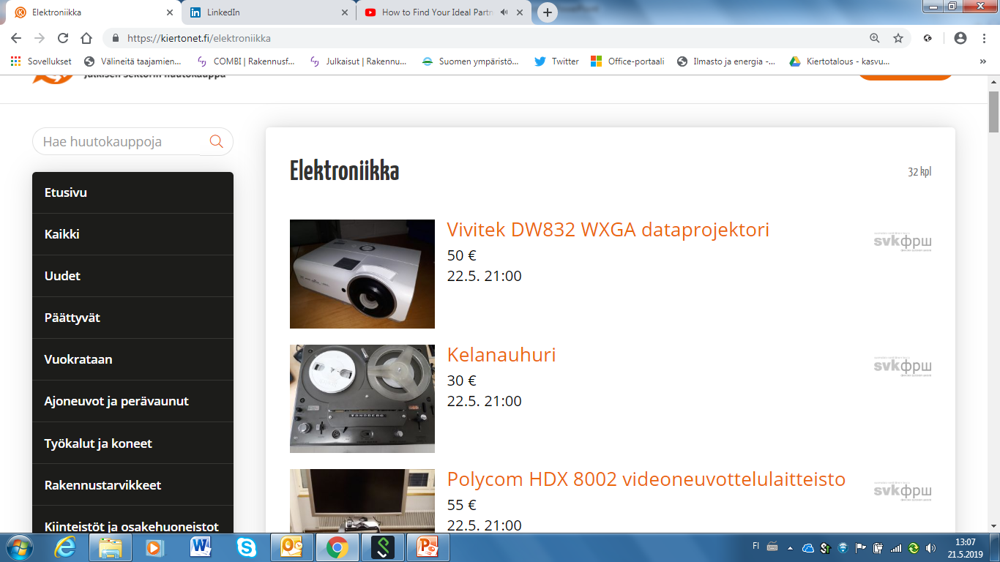 Elektroniikka
LinkedIn
How to Find Your Ideal Partn
https://kiertonet.fi/elektroniikka
Sovellukset
Välineitä taajamien...
COMBI | Rakennusf...
Julkaisut | Rakennu...
Suomen ympäristö...
Twitter
Office-portaali
Ilmasto ja energia -...
Kiertotalous - kasvu...
»
Julkisen sektorin huutokauppa
Hae huutokauppoja
Etusivu
Kaikki
Uudet
Päättyvät
Vuokrataan
Ajoneuvot ja perävaunut
Työkalut ja koneet
Rakennustarvikkeet
Kiinteistöt ja osakehuoneistot
Elektroniikka
32 kpl
Vivitek DW832 WXGA dataprojektori
50 €
22.5. 21:00
svkфрш
Kelanauhuri
30 €
22.5. 21:00
svkфрш
TANDBERG
Polycom HDX 8002 videoneuvottelulaitteisto
55 €
22.5. 21:00
svkфрш
FI
13:07
21.5.2019